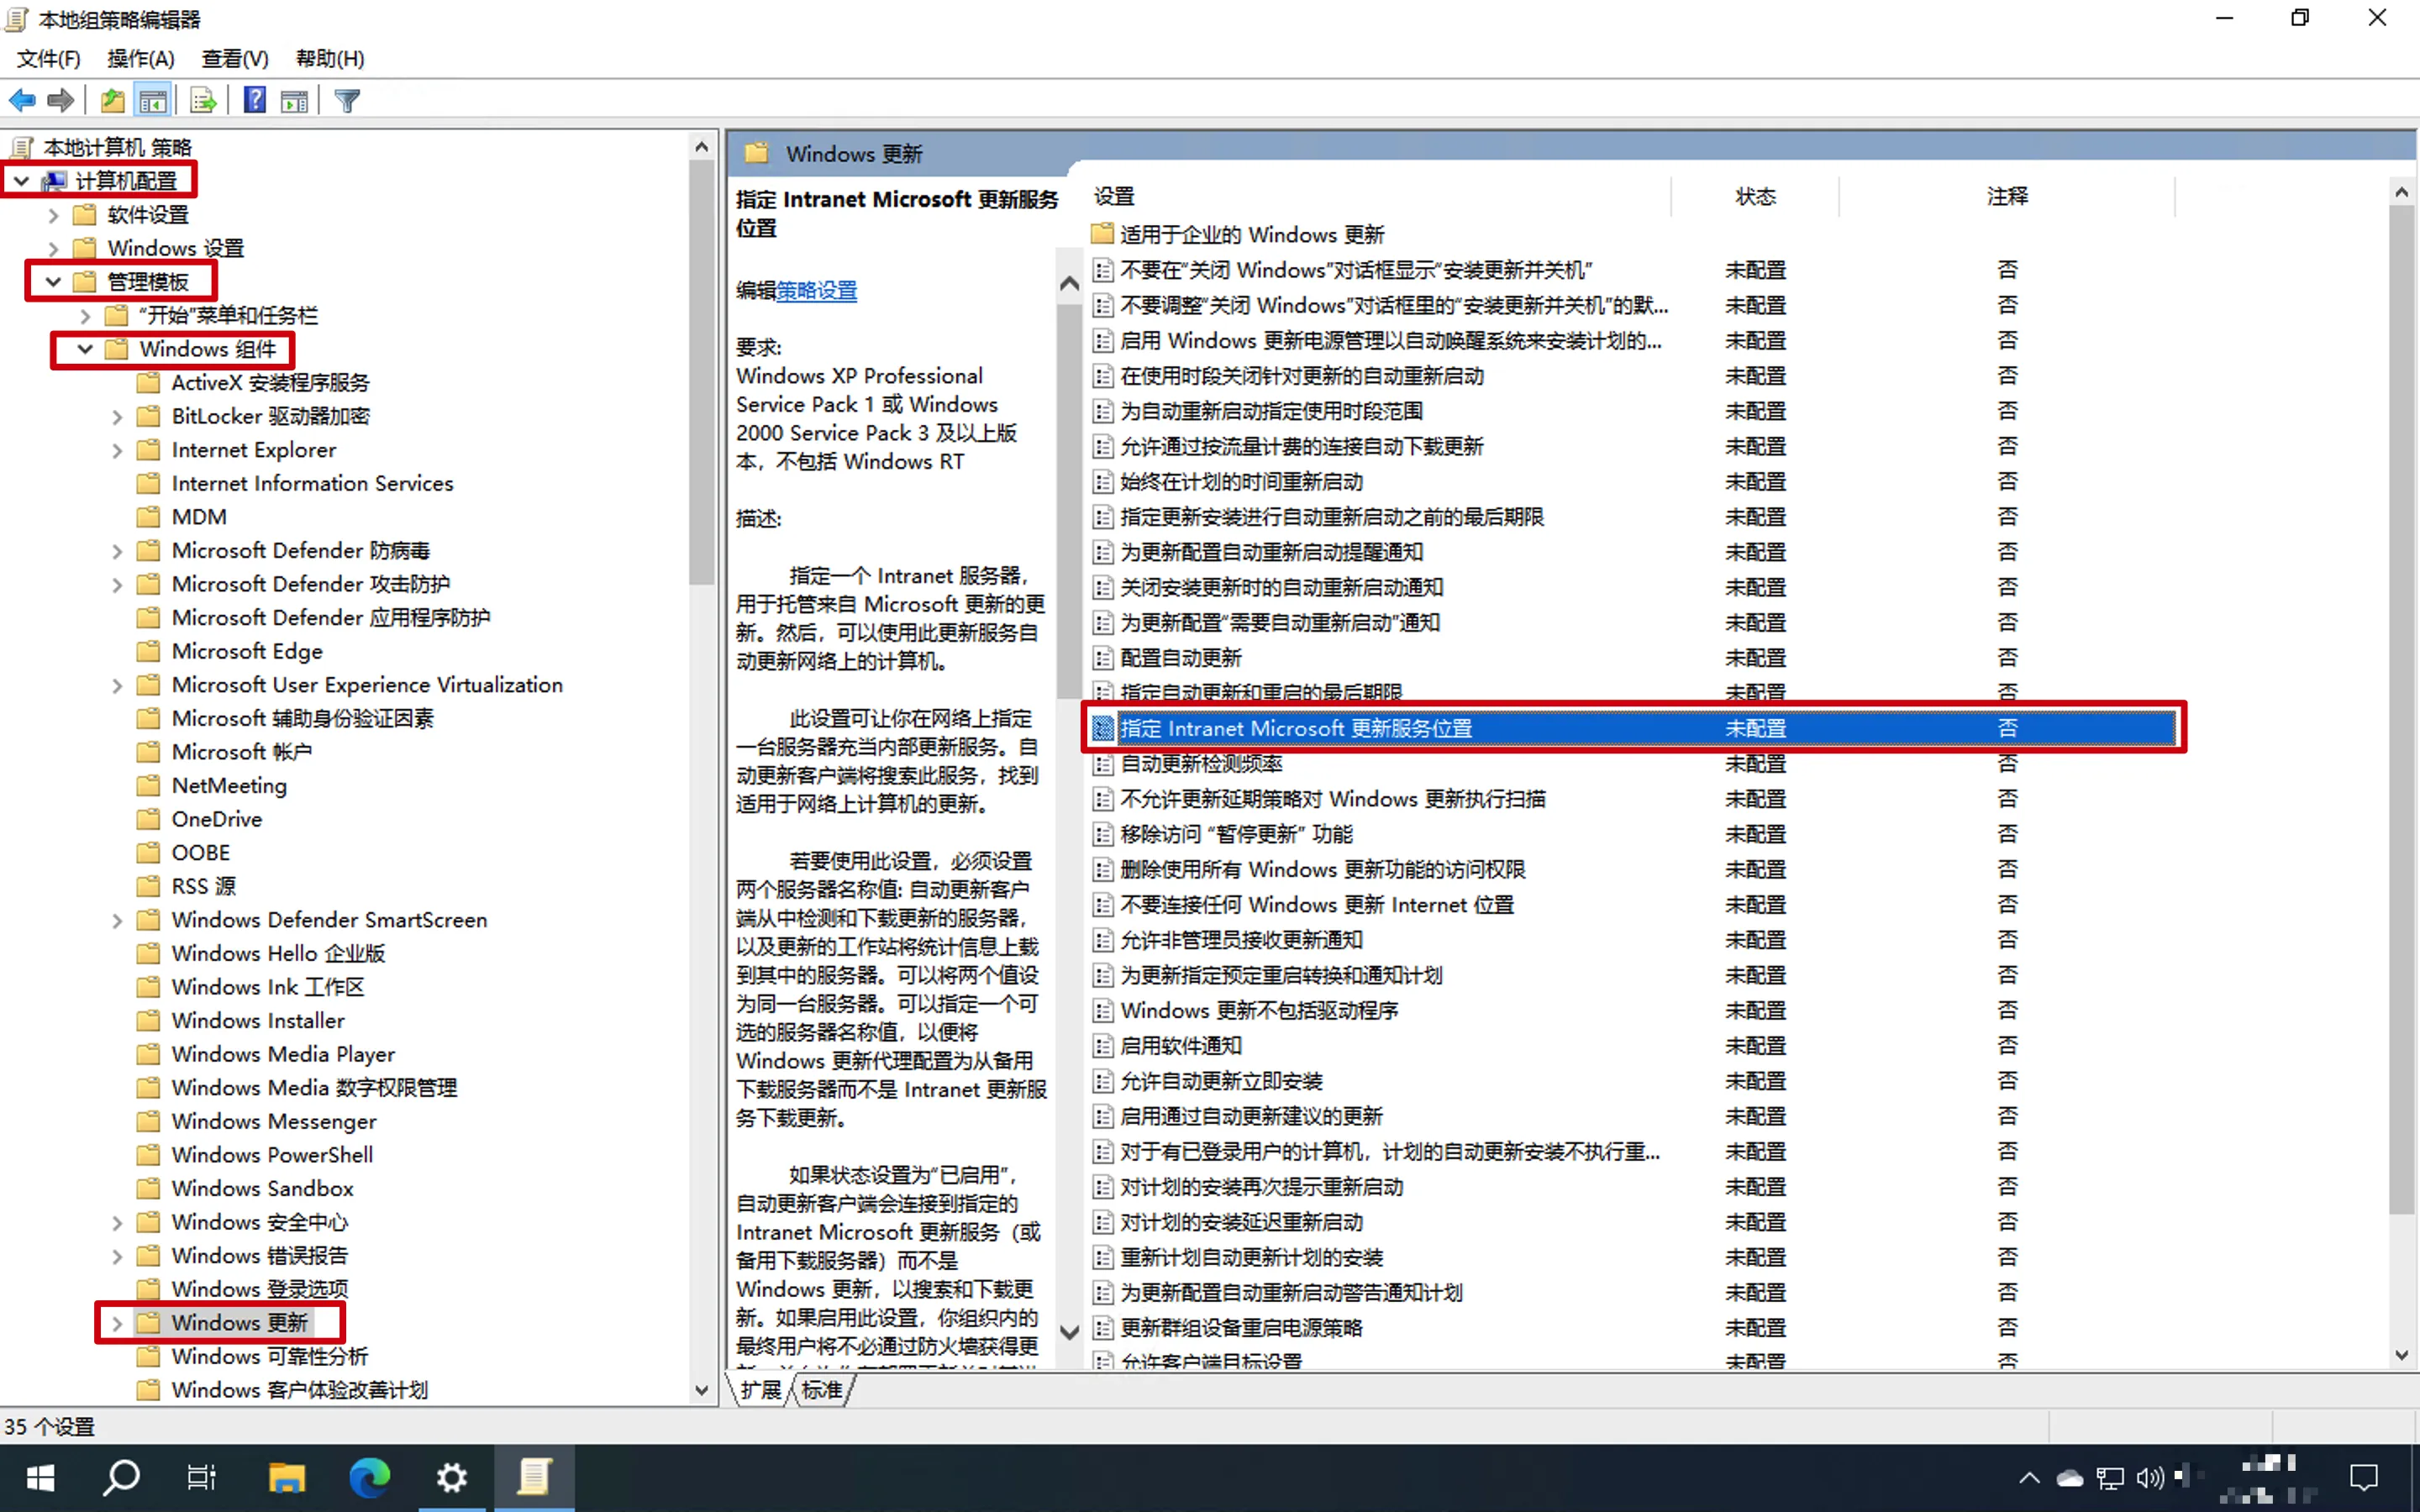 本地组策略编辑器
文件(F) 操作(A) 查看(V) 帮助(H)
本地计算机 策略
计算机配置
软件设置
Windows 设置
管理模板
“开始”菜单和任务栏
Windows 组件
ActiveX 安装程序服务
BitLocker 驱动器加密
Internet Explorer
Internet Information Services
MDM
Microsoft Defender 防病毒
Microsoft Defender 攻击防护
Microsoft Defender 应用程序防护
Microsoft Edge
Microsoft User Experience Virtualization
Microsoft 辅助身份验证因素
Microsoft 帐户
NetMeeting
OneDrive
OOBE
RSS 源
Windows Defender SmartScreen
Windows Hello 企业版
Windows Ink 工作区
Windows Installer
Windows Media Player
Windows Media 数字权限管理
Windows Messenger
Windows PowerShell
Windows Sandbox
Windows 安全中心
Windows 错误报告
Windows 登录选项
Windows 更新
Windows 可靠性分析
Windows 客户体验改善计划
Windows 更新
指定 Intranet Microsoft 更新服务
位置
编辑策略设置
要求:
Windows XP Professional
Service Pack 1 或 Windows
2000 Service Pack 3 及以上版
本，不包括 Windows RT
描述:
指定一个 Intranet 服务器，
用于托管来自 Microsoft 更新的更
新。然后，可以使用此更新服务自
动更新网络上的计算机。
此设置可让你在网络上指定
一台服务器充当内部更新服务。自
动更新客户端将搜索此服务，找到
适用于网络上计算机的更新。
若要使用此设置，必须设置
两个服务器名称值: 自动更新客户
端从中检测和下载更新的服务器，
以及更新的工作站将统计信息上载
到其中的服务器。可以将两个值设
为同一台服务器。可以指定一个可
选的服务器名称值，以便将
Windows 更新代理配置为从备用
下载服务器而不是 Intranet 更新服
务下载更新。
如果状态设置为“已启用”，
自动更新客户端会连接到指定的
Intranet Microsoft 更新服务（或
备用下载服务器）而不是
Windows 更新，以搜索和下载更
新。如果启用此设置，你组织内的
最终用户将不必通过防火墙获得更
设置 状态 注释
适用于企业的 Windows 更新
不要在“关闭 Windows”对话框显示“安装更新并关机” 未配置 否
不要调整“关闭 Windows”对话框里的“安装更新并关机”的默... 未配置 否
启用 Windows 更新电源管理以自动唤醒系统来安装计划的... 未配置 否
在使用时段关闭针对更新的自动重新启动 未配置 否
为自动重新启动指定使用时段范围 未配置 否
允许通过按流量计费的连接自动下载更新 未配置 否
始终在计划的时间重新启动 未配置 否
指定更新安装进行自动重新启动之前的最后期限 未配置 否
为更新配置自动重新启动提醒通知 未配置 否
关闭安装更新时的自动重新启动通知 未配置 否
为更新配置“需要自动重新启动”通知 未配置 否
配置自动更新 未配置 否
指定自动更新和重启的最后期限 未配置 否
指定 Intranet Microsoft 更新服务位置 未配置 否
自动更新检测频率 未配置 否
不允许更新延期策略对 Windows 更新执行扫描 未配置 否
移除访问 “暂停更新” 功能 未配置 否
删除使用所有 Windows 更新功能的访问权限 未配置 否
不要连接任何 Windows 更新 Internet 位置 未配置 否
允许非管理员接收更新通知 未配置 否
为更新指定预定重启转换和通知计划 未配置 否
Windows 更新不包括驱动程序 未配置 否
启用软件通知 未配置 否
允许自动更新立即安装 未配置 否
启用通过自动更新建议的更新 未配置 否
对于有已登录用户的计算机，计划的自动更新安装不执行重... 未配置 否
对计划的安装再次提示重新启动 未配置 否
对计划的安装延迟重新启动 未配置 否
重新计划自动更新计划的安装 未配置 否
为更新配置自动重新启动警告通知计划 未配置 否
更新群组设备重启电源策略 未配置 否
允许客户端目标设置 未配置 否
扩展 标准
35 个设置